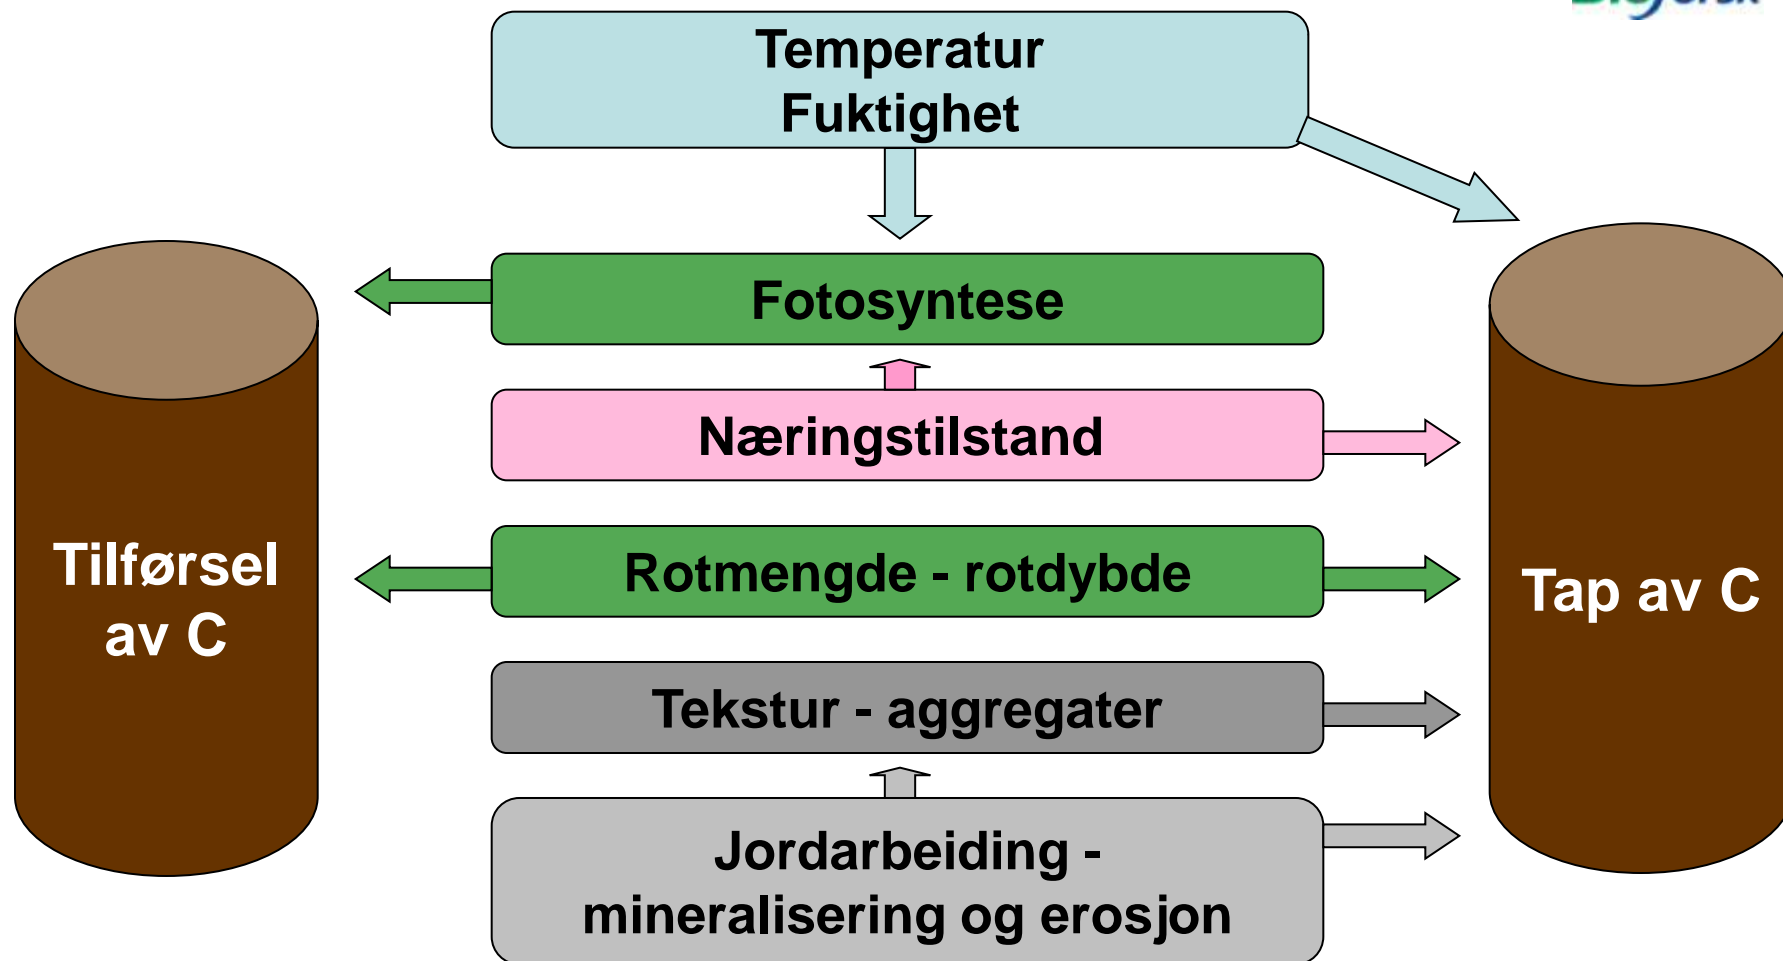 Temperatur
Fuktighet
Fotosyntese
Næringstilstand
Tilførsel
av C
Rotmengde - rotdybde
Tap av C
Tekstur - aggregater
Jordarbeiding -
mineralisering og erosjon